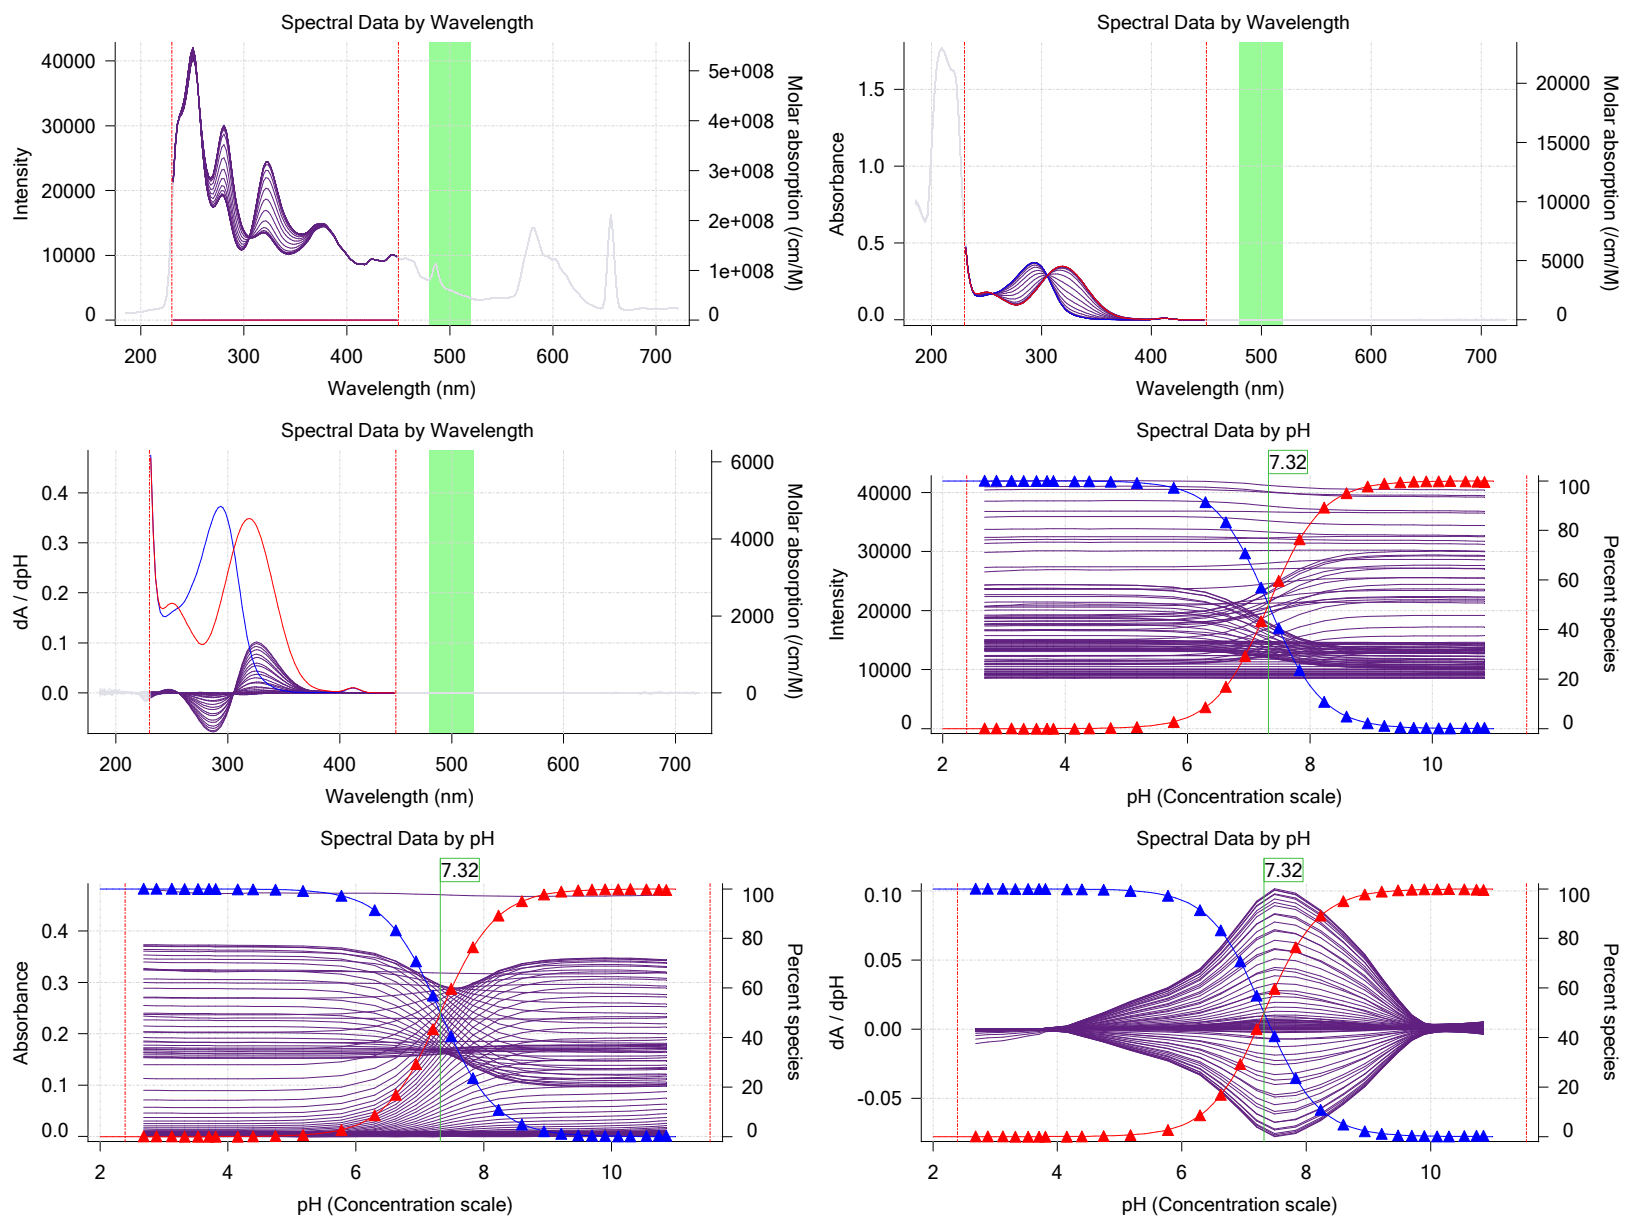 Spectral Data by Wavelength
Intensity
40000
30000
20000
10000
0
5e+008
4e+008
3e+008
2e+008
1e+008
0
Molar absorption (/cm/M)
200 300 400 500 600 700
Wavelength (nm)
Spectral Data by Wavelength
Absorbance
1.5
1.0
0.5
0.0
20000
15000
10000
5000
0
Molar absorption (/cm/M)
200 300 400 500 600 700
Wavelength (nm)
Spectral Data by Wavelength
dA / dpH
0.4
0.3
0.2
0.1
0.0
6000
4000
2000
0
Molar absorption (/cm/M)
200 300 400 500 600 700
Wavelength (nm)
Spectral Data by pH
7.32
Intensity
40000
30000
20000
10000
0
100
80
60
40
20
0
Percent species
2 4 6 8 10
pH (Concentration scale)
Spectral Data by pH
7.32
Absorbance
0.4
0.3
0.2
0.1
0.0
100
80
60
40
20
0
Percent species
2 4 6 8 10
pH (Concentration scale)
Spectral Data by pH
7.32
dA / dpH
0.10
0.05
0.00
-0.05
100
80
60
40
20
0
Percent species
2 4 6 8 10
pH (Concentration scale)